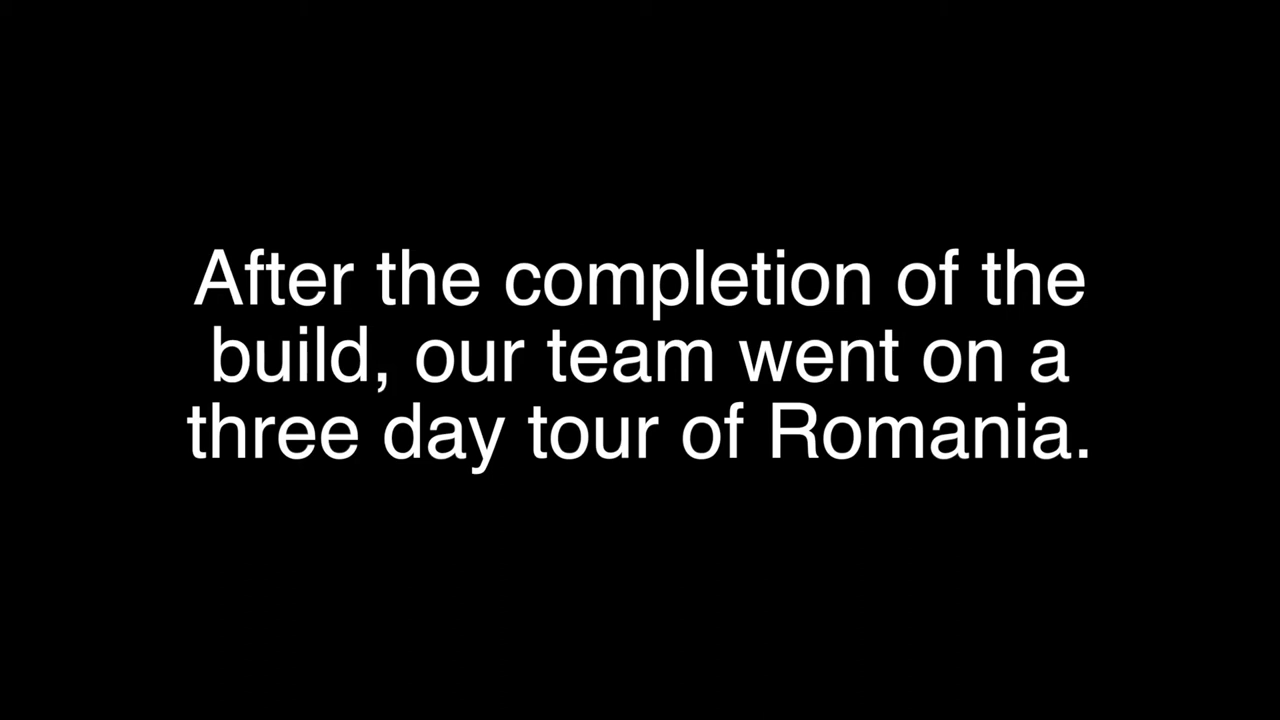 After the completion of the
build, our team went on a
three day tour of Romania.